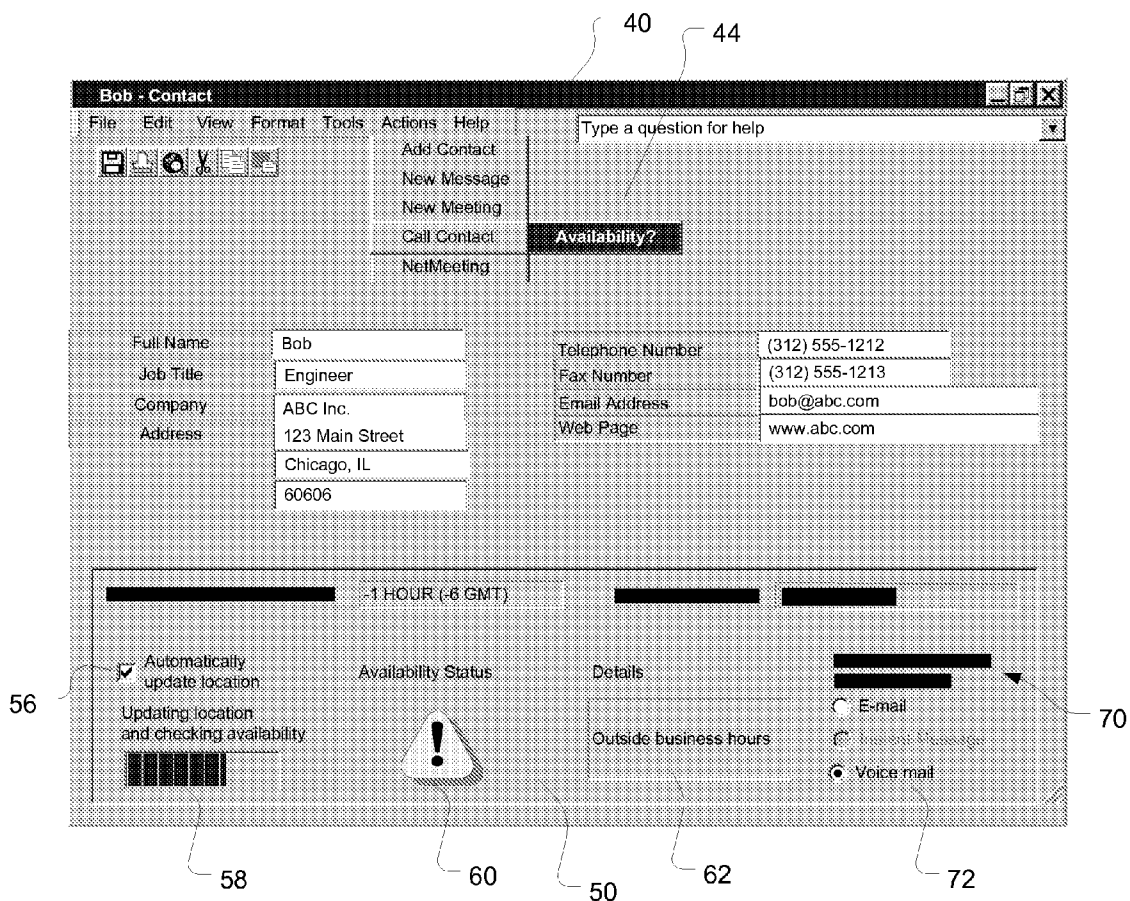 40
44
Bob - Contact
File Edit View Format Tools Actions Help
Type a question for help
Add Contact
New Message
New Meeting
Call Contact
Availability?
NetMeeting
Full Name
Bob
Telephone Number
(312) 555-1212
Job Title
Engineer
Fax Number
(312) 555-1213
Company
ABC Inc.
Email Address
bob@abc.com
Address
123 Main Street
Web Page
www.abc.com
Chicago, IL
60606
-1 HOUR (-6 GMT)
56
Automatically
update location
Availability Status
Details
70
E-mail
Updating location
and checking availability
Outside business hours
Voice mail
58
60
50
62
72